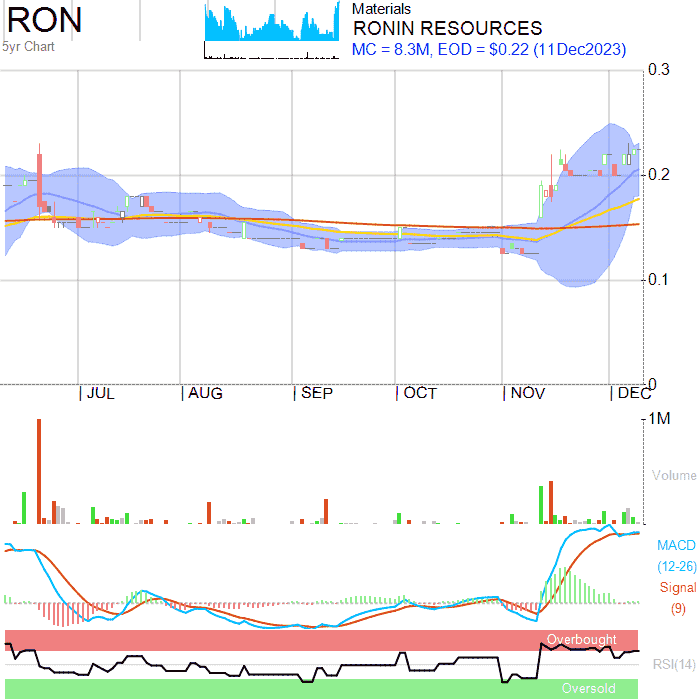 RON
5yr Chart
Materials
RONIN RESOURCES
MC = 8.3M, EOD = $0.22 (11Dec2023)
0.3
0.2
0.1
0
JUL
AUG
SEP
OCT
NOV
DEC
1M
Volume
MACD
(12-26)
Signal
(9)
Overbought
RSI(14)
Oversold